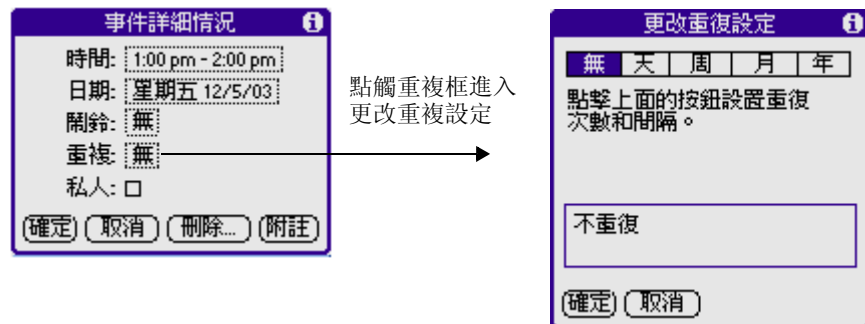 事件詳細情況
時間: 1:00 pm - 2:00 pm
日期: 星期五 12/5/03
鬧鈴: 無
重複: 無
私人:
確定 取消 刪除... 附註
點觸重複框進入
更改重複設定
更改重復設定
無 天 周 月 年
點擊上面的按鈕設置重復
次數和間隔。
不重復
確定 取消